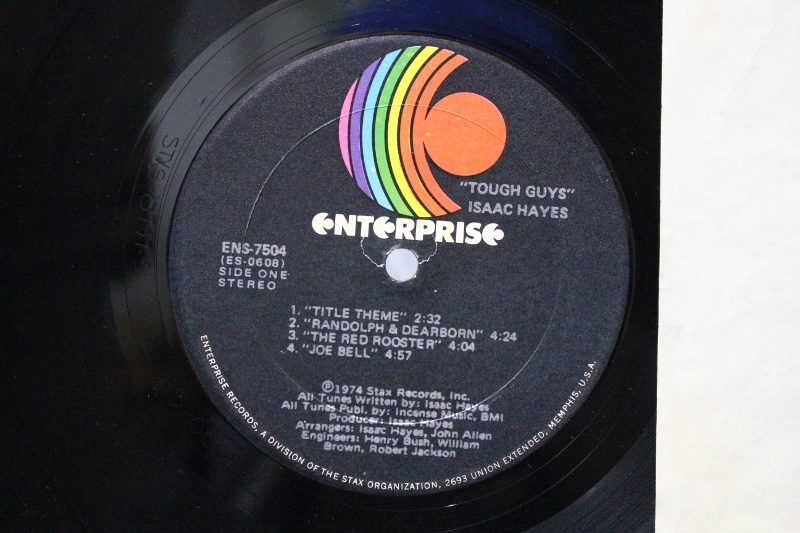 "TOUGH GUYS"
ISAAC HAYES
ENTERPRISE
ENS-7504
(ES-0608)
SIDE ONE
STEREO
1. "TITLE THEME" 2:32
2. "RANDOLPH & DEARBORN" 4:24
3. "THE RED ROOSTER" 4:04
4. "JOE BELL" 4:57
℗1974 Stax Records, Inc.
All Tunes Written by: Isaac Hayes
All Tunes Publ. by: Incense Music, BMI
Producer: Isaac Hayes
Arrangers: Isaac Hayes, John Allen
Engineers: Henry Bush, William
Brown, Robert Jackson
ENTERPRISE RECORDS, A DIVISION OF THE STAX ORGANIZATION, 2693 UNION EXTENDED, MEMPHIS, U.S.A.